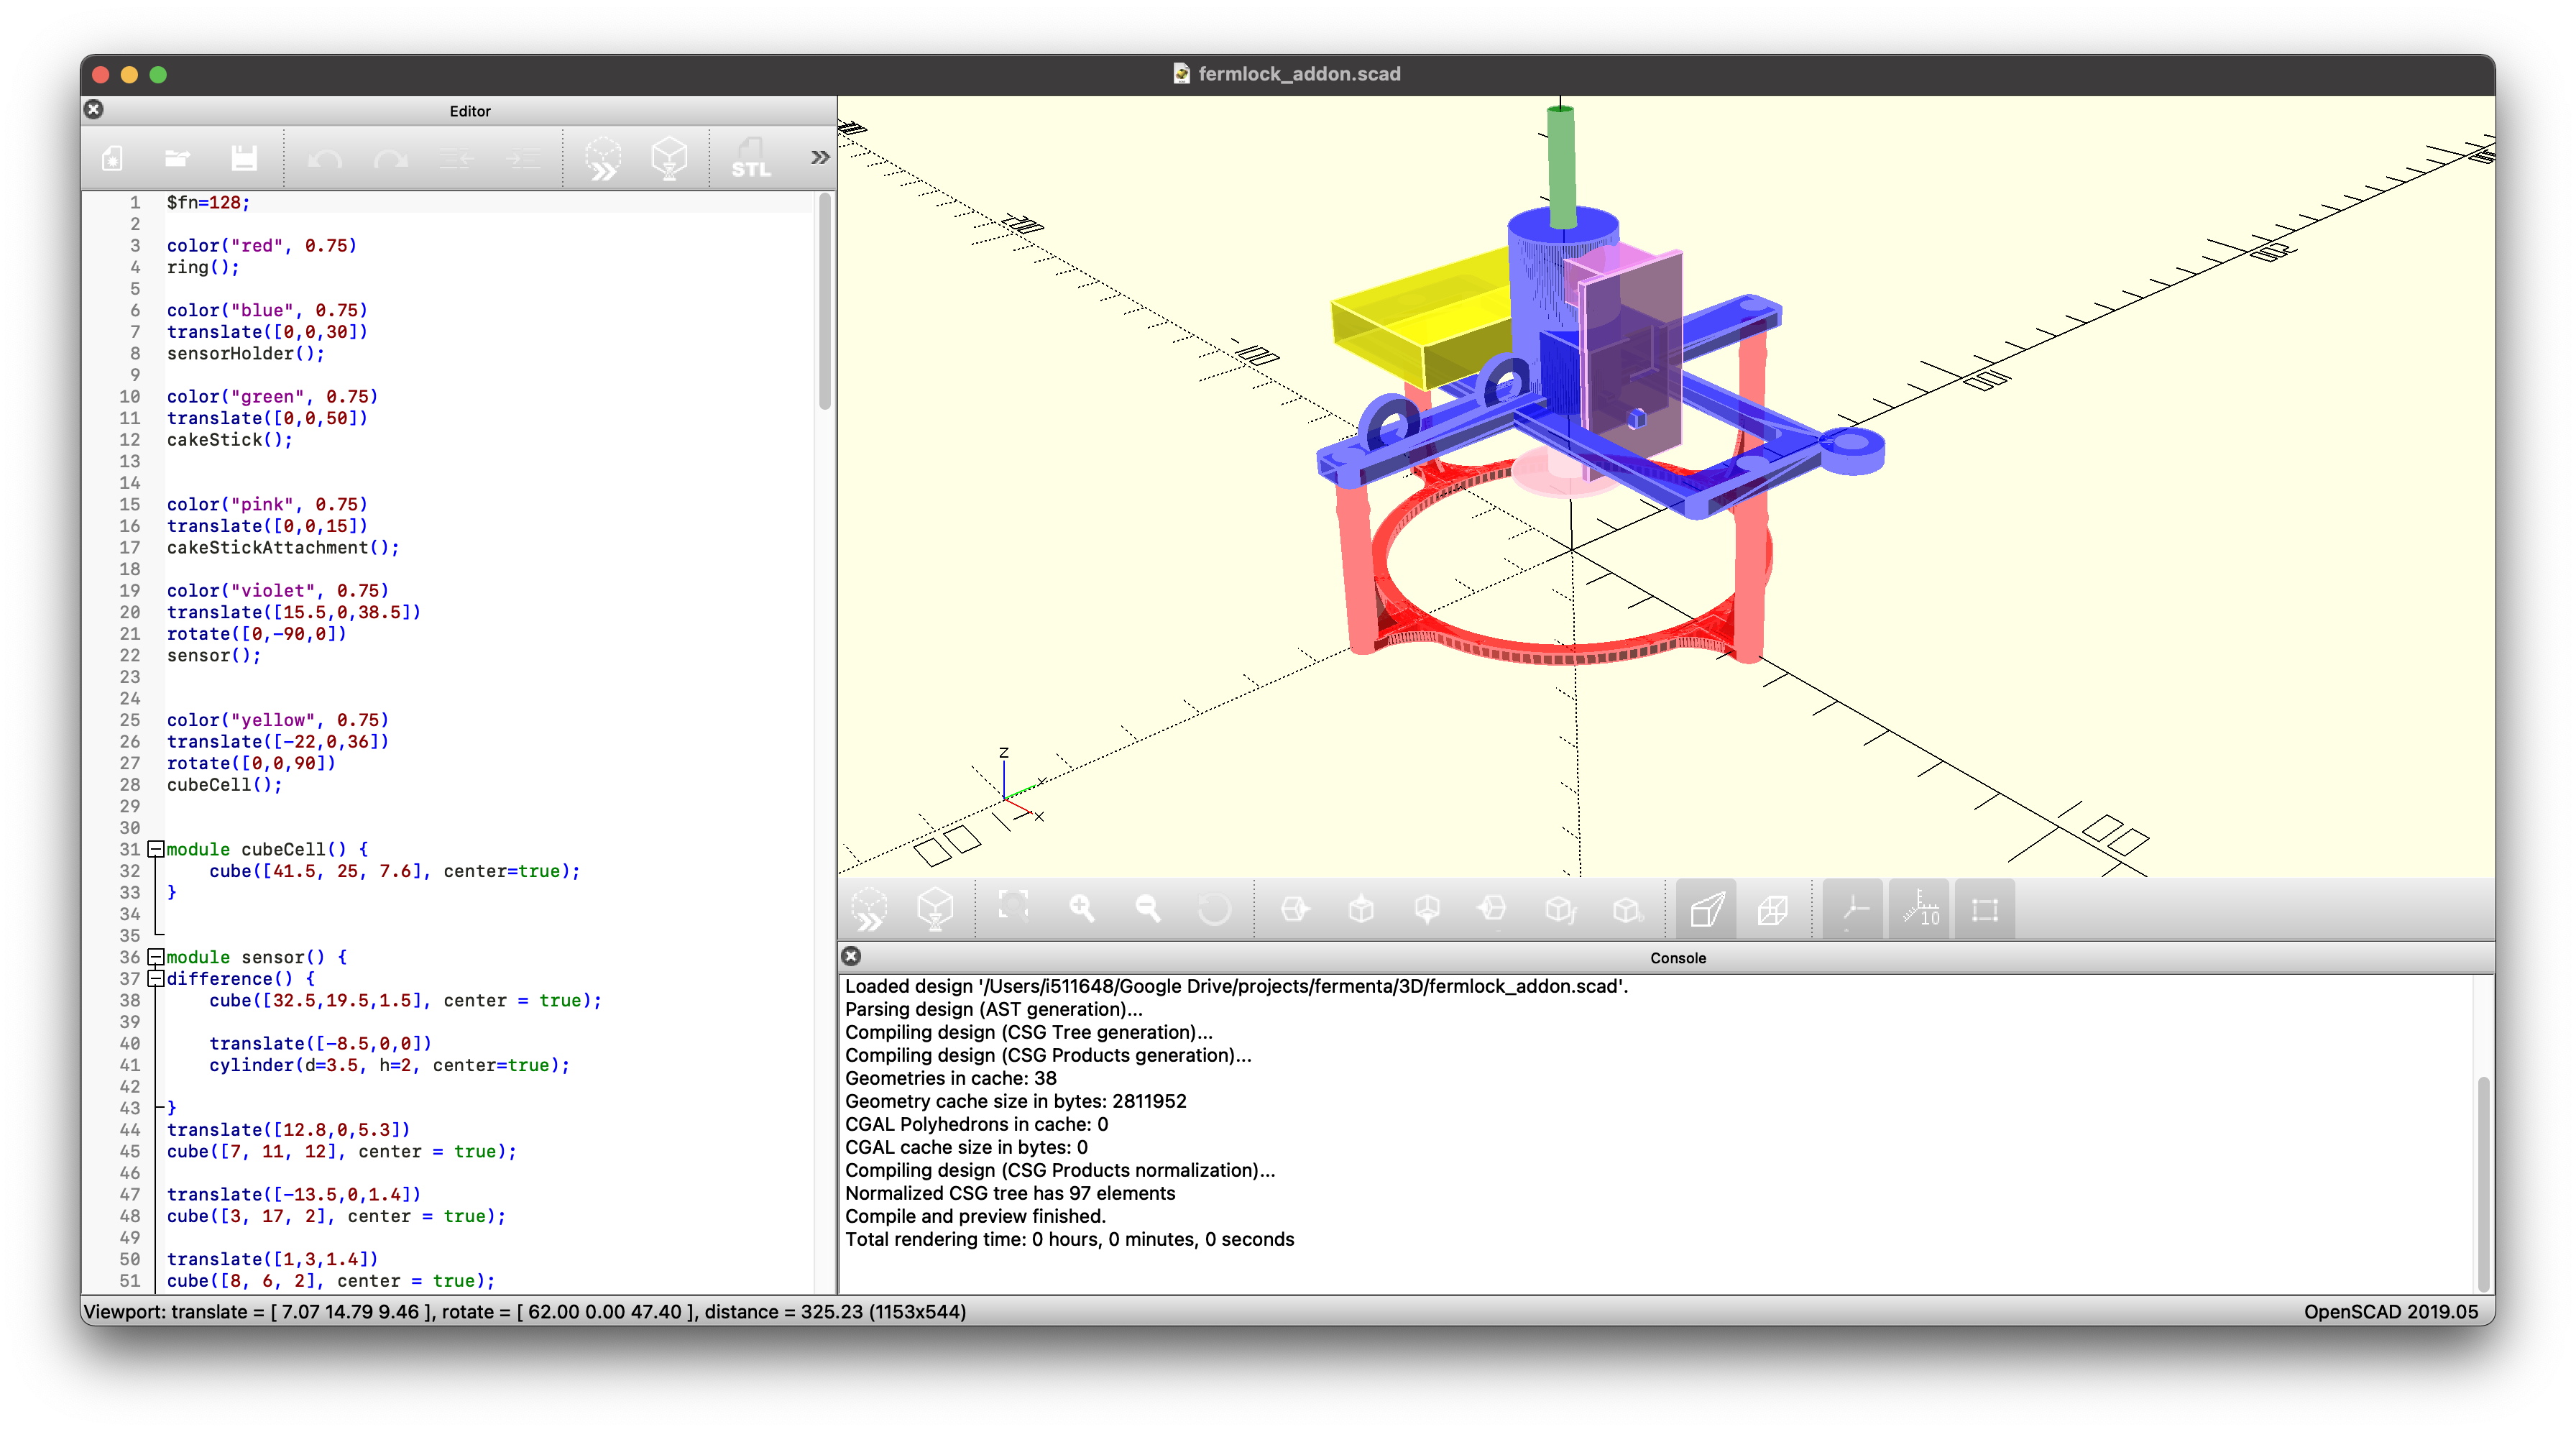 fermlock_addon.scad
Editor
STL
1 $fn=128;
2
3 color("red", 0.75)
4 ring();
5
6 color("blue", 0.75)
7 translate([0,0,30])
8 sensorHolder();
9
10 color("green", 0.75)
11 translate([0,0,50])
12 cakeStick();
13
14
15 color("pink", 0.75)
16 translate([0,0,15])
17 cakeStickAttachment();
18
19 color("violet", 0.75)
20 translate([15.5,0,38.5])
21 rotate([0,-90,0])
22 sensor();
23
24
25 color("yellow", 0.75)
26 translate([-22,0,36])
27 rotate([0,0,90])
28 cubeCell();
29
30
31 module cubeCell() {
32 cube([41.5, 25, 7.6], center=true);
33 }
34
35
36 module sensor() {
37 difference() {
38 cube([32.5,19.5,1.5], center = true);
39
40 translate([-8.5,0,0])
41 cylinder(d=3.5, h=2, center=true);
42
43 }
44 translate([12.8,0,5.3])
45 cube([7, 11, 12], center = true);
46
47 translate([-13.5,0,1.4])
48 cube([3, 17, 2], center = true);
49
50 translate([1,3,1.4])
51 cube([8, 6, 2], center = true);
z
x
10
Console
Loaded design '/Users/i511648/Google Drive/projects/fermenta/3D/fermlock_addon.scad'.
Parsing design (AST generation)...
Compiling design (CSG Tree generation)...
Compiling design (CSG Products generation)...
Geometries in cache: 38
Geometry cache size in bytes: 2811952
CGAL Polyhedrons in cache: 0
CGAL cache size in bytes: 0
Compiling design (CSG Products normalization)...
Normalized CSG tree has 97 elements
Compile and preview finished.
Total rendering time: 0 hours, 0 minutes, 0 seconds
Viewport: translate = [ 7.07 14.79 9.46 ], rotate = [ 62.00 0.00 47.40 ], distance = 325.23 (1153x544)
OpenSCAD 2019.05